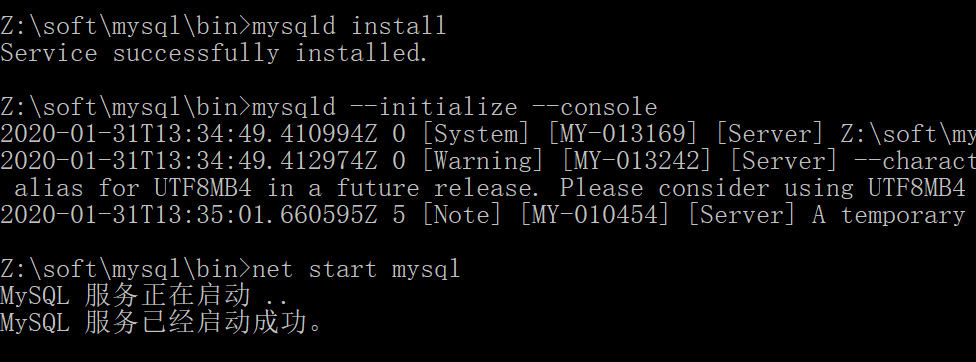 Z:\soft\mysql\bin>mysqld install
Service successfully installed.
Z:\soft\mysql\bin>mysqld --initialize --console
2020-01-31T13:34:49.410994Z 0 [System] [MY-013169] [Server] Z:\soft\my
2020-01-31T13:34:49.412974Z 0 [Warning] [MY-013242] [Server] --charact
alias for UTF8MB4 in a future release. Please consider using UTF8MB4
2020-01-31T13:35:01.660595Z 5 [Note] [MY-010454] [Server] A temporary
Z:\soft\mysql\bin>net start mysql
MySQL 服务正在启动 ..
MySQL 服务已经启动成功。